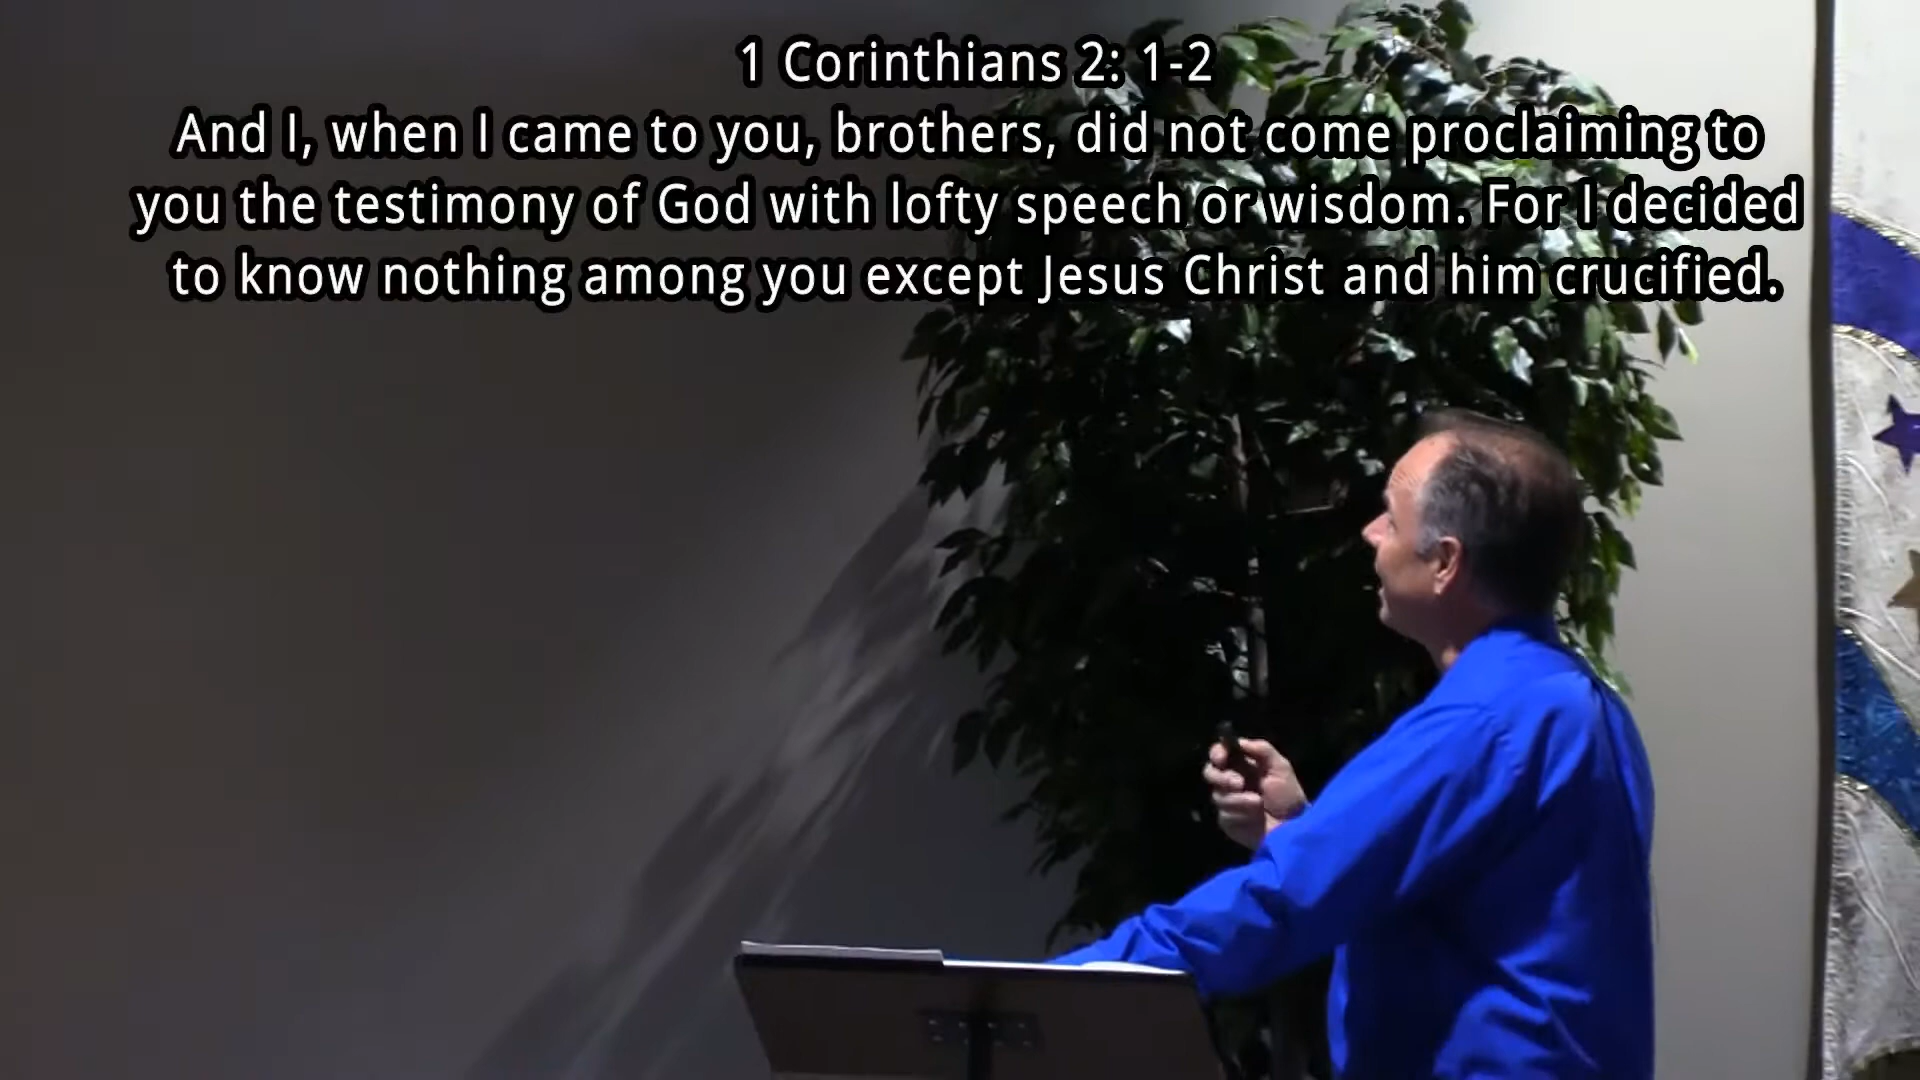 1 Corinthians 2: 1-2
And I, when I came to you, brothers, did not come proclaiming to
you the testimony of God with lofty speech or wisdom. For I decided
to know nothing among you except Jesus Christ and him crucified.